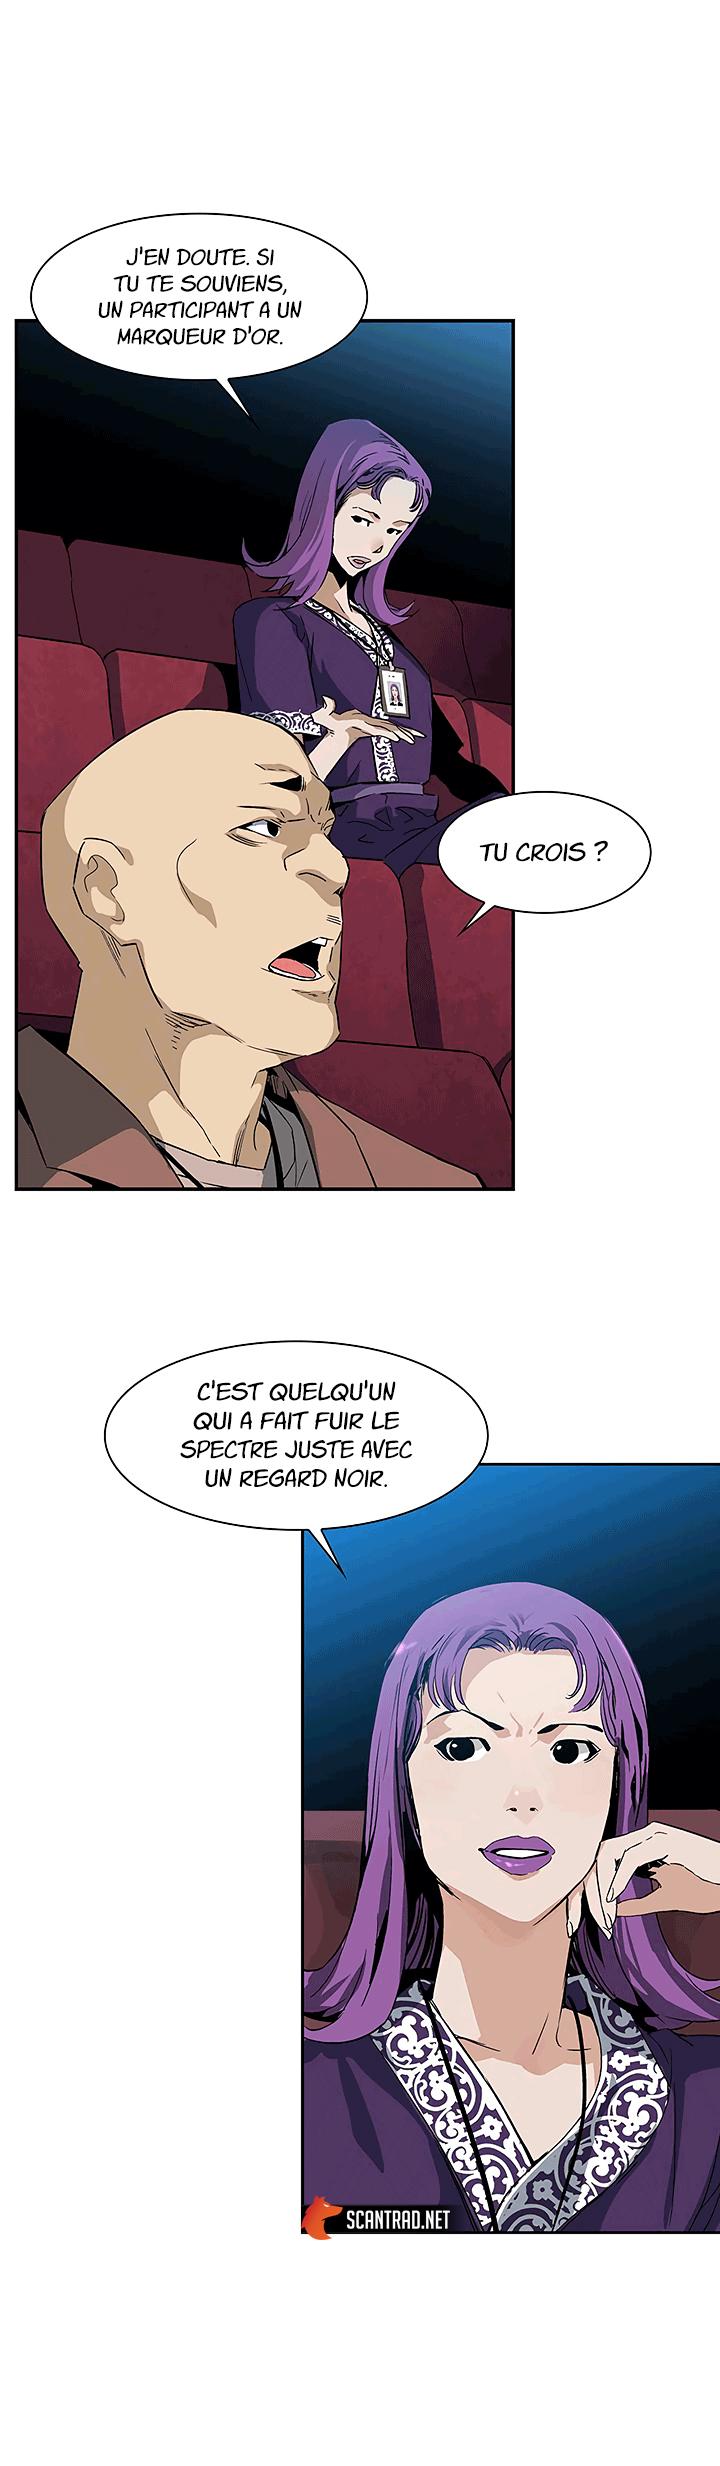 J'EN DOUTE. SI
TU TE SOUVIENS,
UN PARTICIPANT A UN
MARQUEUR D'OR.
TU CROIS ?
C'EST QUELQU'UN
QUI A FAIT FUIR LE
SPECTRE JUSTE AVEC
UN REGARD NOIR.
SCANTRAD.NET